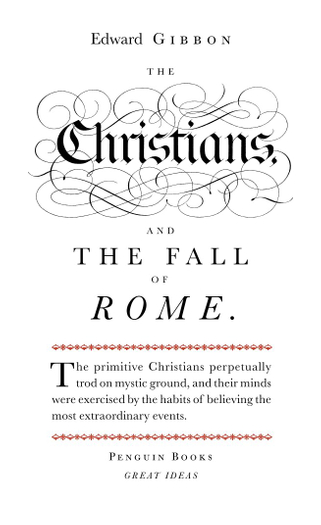 Edward GIBBON
THE
Christians,
AND
THE FALL
OF
ROME.
The primitive Christians perpetually
trod on mystic ground, and their minds
were exercised by the habits of believing the
most extraordinary events.
PENGUIN BOOKS
GREAT IDEAS